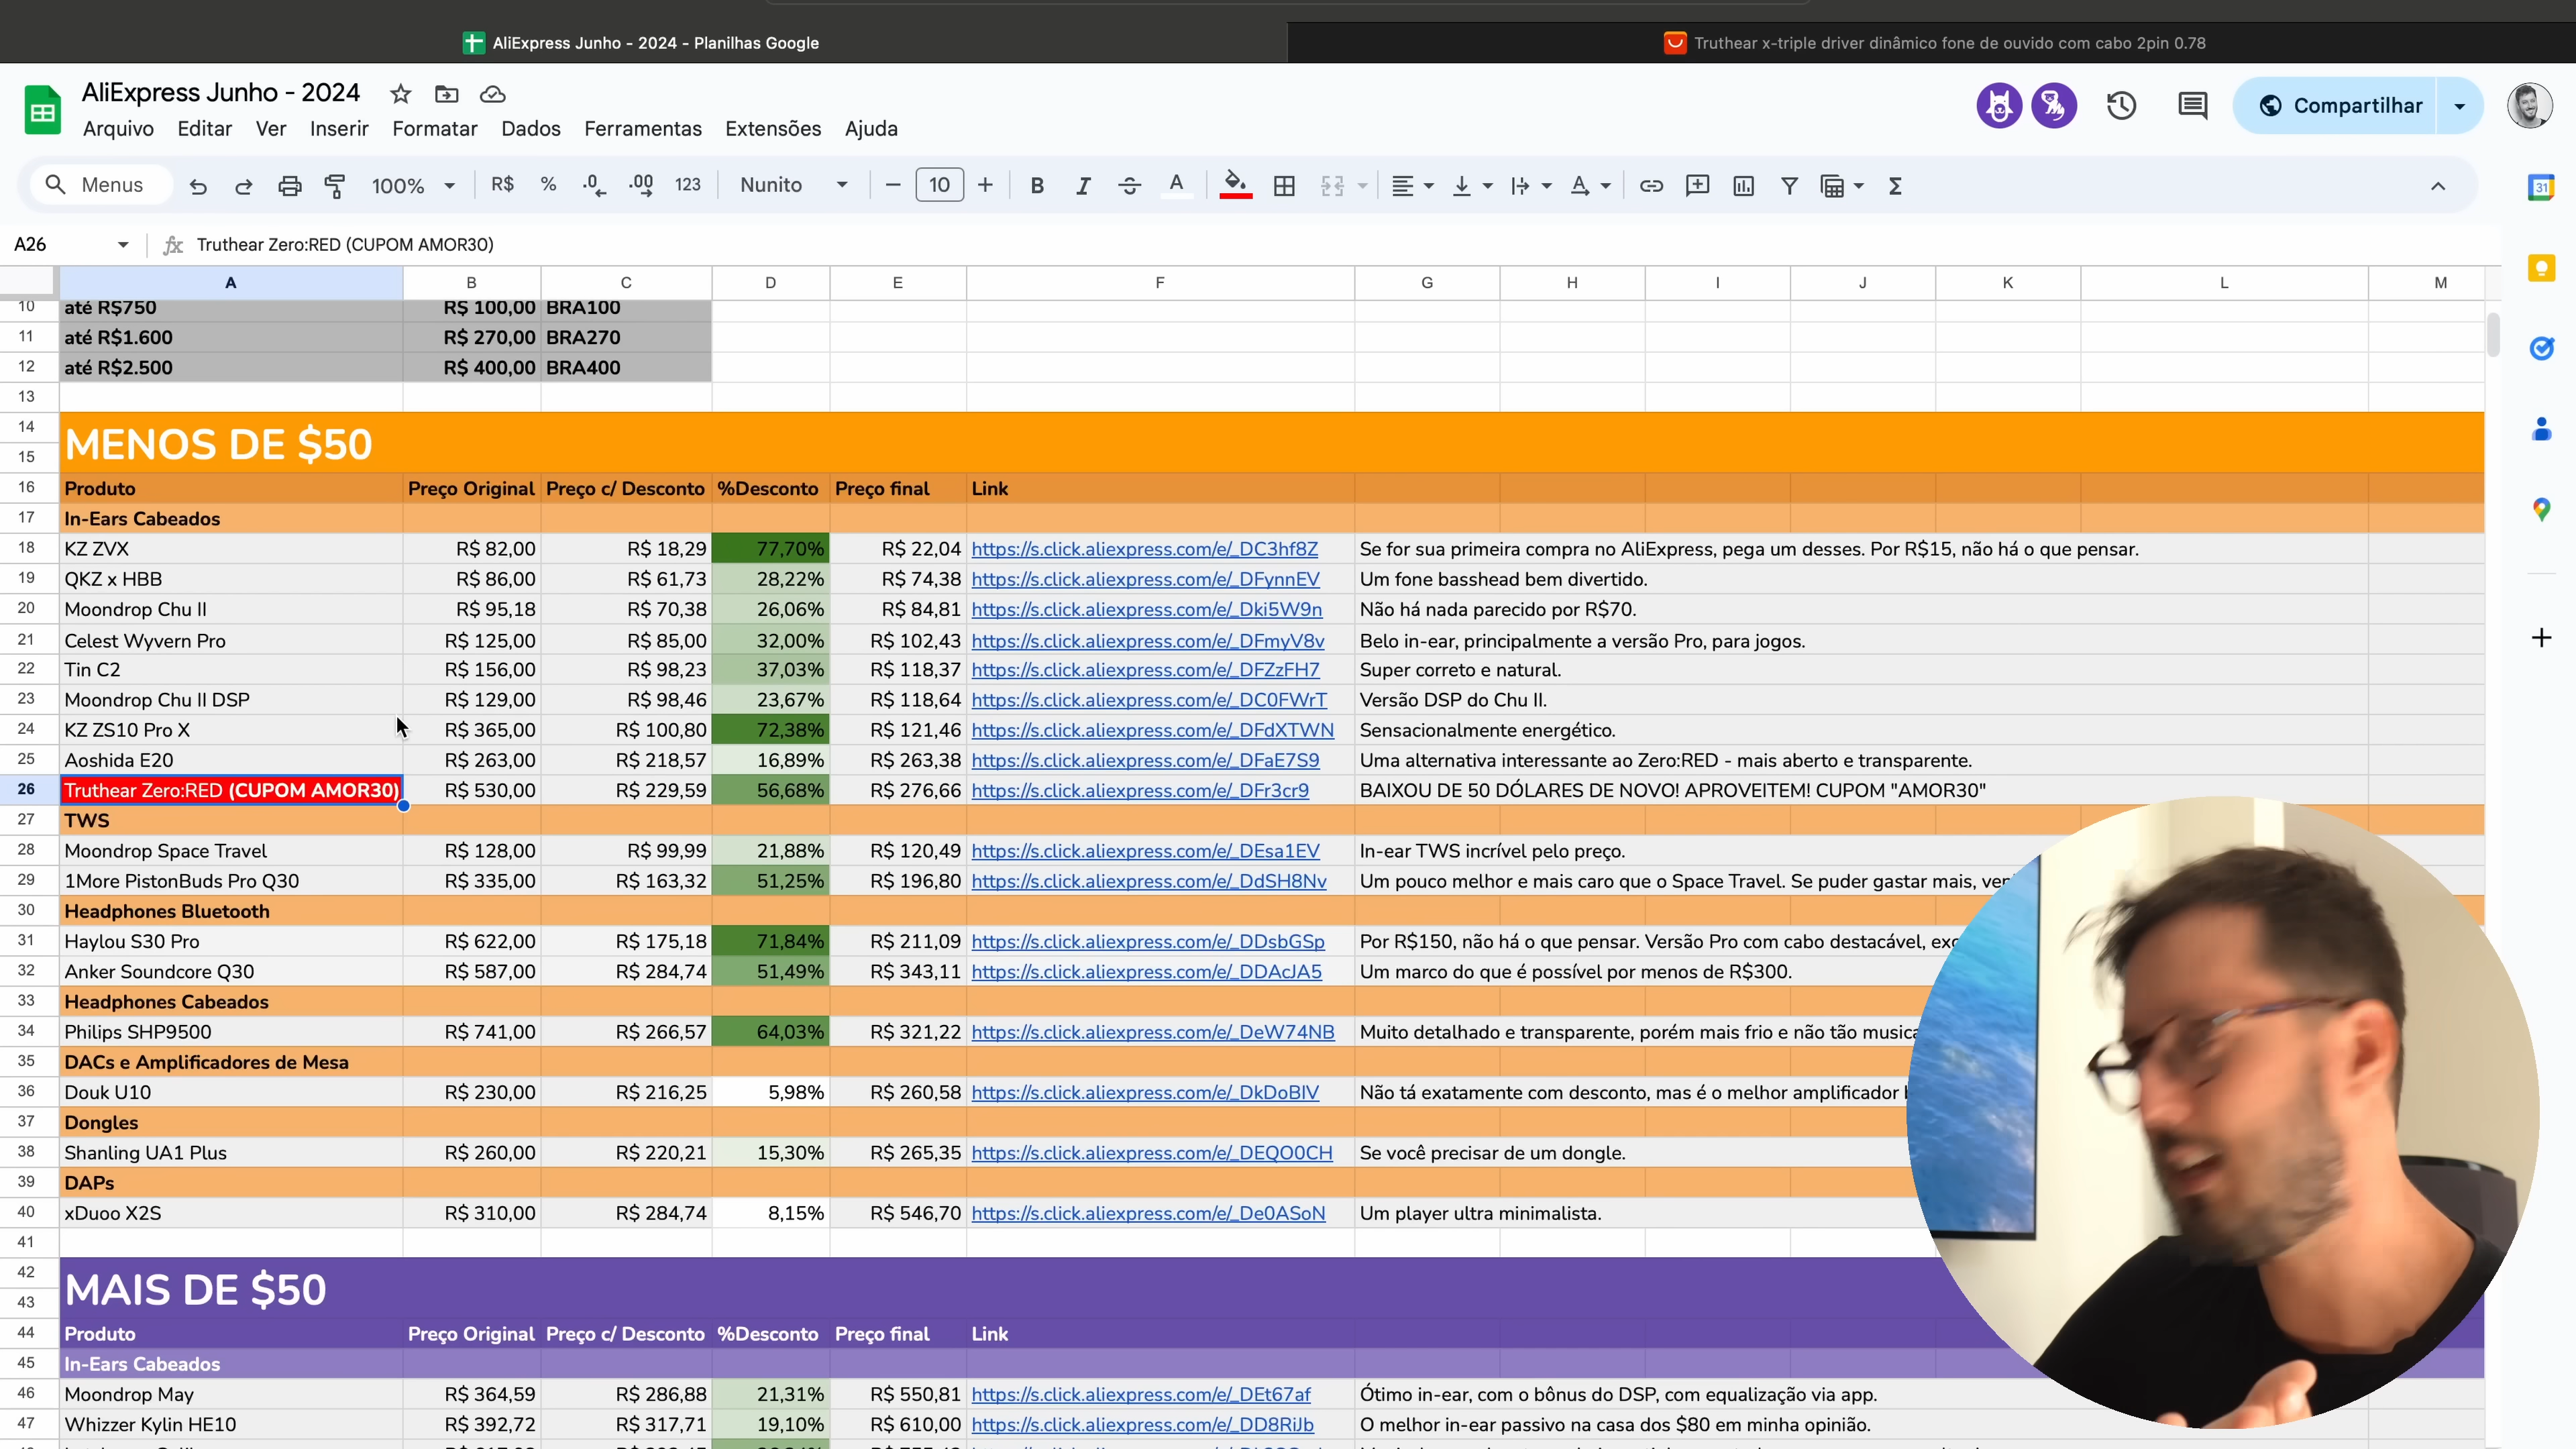 AliExpress Junho - 2024 - Planilhas Google
Truthear x-triple driver dinâmico fone de ouvido com cabo 2pin 0.78
AliExpress Junho - 2024
Compartilhar
Arquivo Editar Ver Inserir Formatar Dados Ferramentas Extensões Ajuda
Menus 100% R$ % .0 .00 123 Nunito 10 B I A
A26 Truthear Zero:RED (CUPOM AMOR30)
A B C D E F G H I J K L M
10 até R$750 R$ 100,00 BRA100
11 até R$1.600 R$ 270,00 BRA270
12 até R$2.500 R$ 400,00 BRA400
13
14
MENOS DE $50
15
16 Produto Preço Original Preço c/ Desconto %Desconto Preço final Link
17 In-Ears Cabeados
18 KZ ZVX R$ 82,00 R$ 18,29 77,70% R$ 22,04 https://s.click.aliexpress.com/e/_DC3hf8Z Se for sua primeira compra no AliExpress, pega um desses. Por R$15, não há o que pensar.
19 QKZ x HBB R$ 86,00 R$ 61,73 28,22% R$ 74,38 https://s.click.aliexpress.com/e/_DFynnEV Um fone basshead bem divertido.
20 Moondrop Chu II R$ 95,18 R$ 70,38 26,06% R$ 84,81 https://s.click.aliexpress.com/e/_Dki5W9n Não há nada parecido por R$70.
21 Celest Wyvern Pro R$ 125,00 R$ 85,00 32,00% R$ 102,43 https://s.click.aliexpress.com/e/_DFmyV8v Belo in-ear, principalmente a versão Pro, para jogos.
22 Tin C2 R$ 156,00 R$ 98,23 37,03% R$ 118,37 https://s.click.aliexpress.com/e/_DFZzFH7 Super correto e natural.
23 Moondrop Chu II DSP R$ 129,00 R$ 98,46 23,67% R$ 118,64 https://s.click.aliexpress.com/e/_DC0FWrT Versão DSP do Chu II.
24 KZ ZS10 Pro X R$ 365,00 R$ 100,80 72,38% R$ 121,46 https://s.click.aliexpress.com/e/_DFdXTWN Sensacionalmente energético.
25 Aoshida E20 R$ 263,00 R$ 218,57 16,89% R$ 263,38 https://s.click.aliexpress.com/e/_DFaE7S9 Uma alternativa interessante ao Zero:RED - mais aberto e transparente.
26 Truthear Zero:RED (CUPOM AMOR30) R$ 530,00 R$ 229,59 56,68% R$ 276,66 https://s.click.aliexpress.com/e/_DFr3cr9 BAIXOU DE 50 DÓLARES DE NOVO! APROVEITEM! CUPOM "AMOR30"
27 TWS
28 Moondrop Space Travel R$ 128,00 R$ 99,99 21,88% R$ 120,49 https://s.click.aliexpress.com/e/_DEsa1EV In-ear TWS incrível pelo preço.
29 1More PistonBuds Pro Q30 R$ 335,00 R$ 163,32 51,25% R$ 196,80 https://s.click.aliexpress.com/e/_DdSH8Nv Um pouco melhor e mais caro que o Space Travel. Se puder gastar mais,
30 Headphones Bluetooth
31 Haylou S30 Pro R$ 622,00 R$ 175,18 71,84% R$ 211,09 https://s.click.aliexpress.com/e/_DDsbGSp Por R$150, não há o que pensar. Versão Pro com cabo destacável,
32 Anker Soundcore Q30 R$ 587,00 R$ 284,74 51,49% R$ 343,11 https://s.click.aliexpress.com/e/_DDAcJA5 Um marco do que é possível por menos de R$300.
33 Headphones Cabeados
34 Philips SHP9500 R$ 741,00 R$ 266,57 64,03% R$ 321,22 https://s.click.aliexpress.com/e/_DeW74NB Muito detalhado e transparente, porém mais frio e não tão
35 DACs e Amplificadores de Mesa
36 Douk U10 R$ 230,00 R$ 216,25 5,98% R$ 260,58 https://s.click.aliexpress.com/e/_DkDoBlV Não tá exatamente com desconto, mas é o melhor amplificador
37 Dongles
38 Shanling UA1 Plus R$ 260,00 R$ 220,21 15,30% R$ 265,35 https://s.click.aliexpress.com/e/_DEQO0CH Se você precisar de um dongle.
39 DAPs
40 xDuoo X2S R$ 310,00 R$ 284,74 8,15% R$ 546,70 https://s.click.aliexpress.com/e/_De0ASoN Um player ultra minimalista.
41
42
MAIS DE $50
43
44 Produto Preço Original Preço c/ Desconto %Desconto Preço final Link
45 In-Ears Cabeados
46 Moondrop May R$ 364,59 R$ 286,88 21,31% R$ 550,81 https://s.click.aliexpress.com/e/_DEt67af Ótimo in-ear, com o bônus do DSP, com equalização via app.
47 Whizzer Kylin HE10 R$ 392,72 R$ 317,71 19,10% R$ 610,00 https://s.click.aliexpress.com/e/_DD8RiJb O melhor in-ear passivo na casa dos $80 em minha opinião.